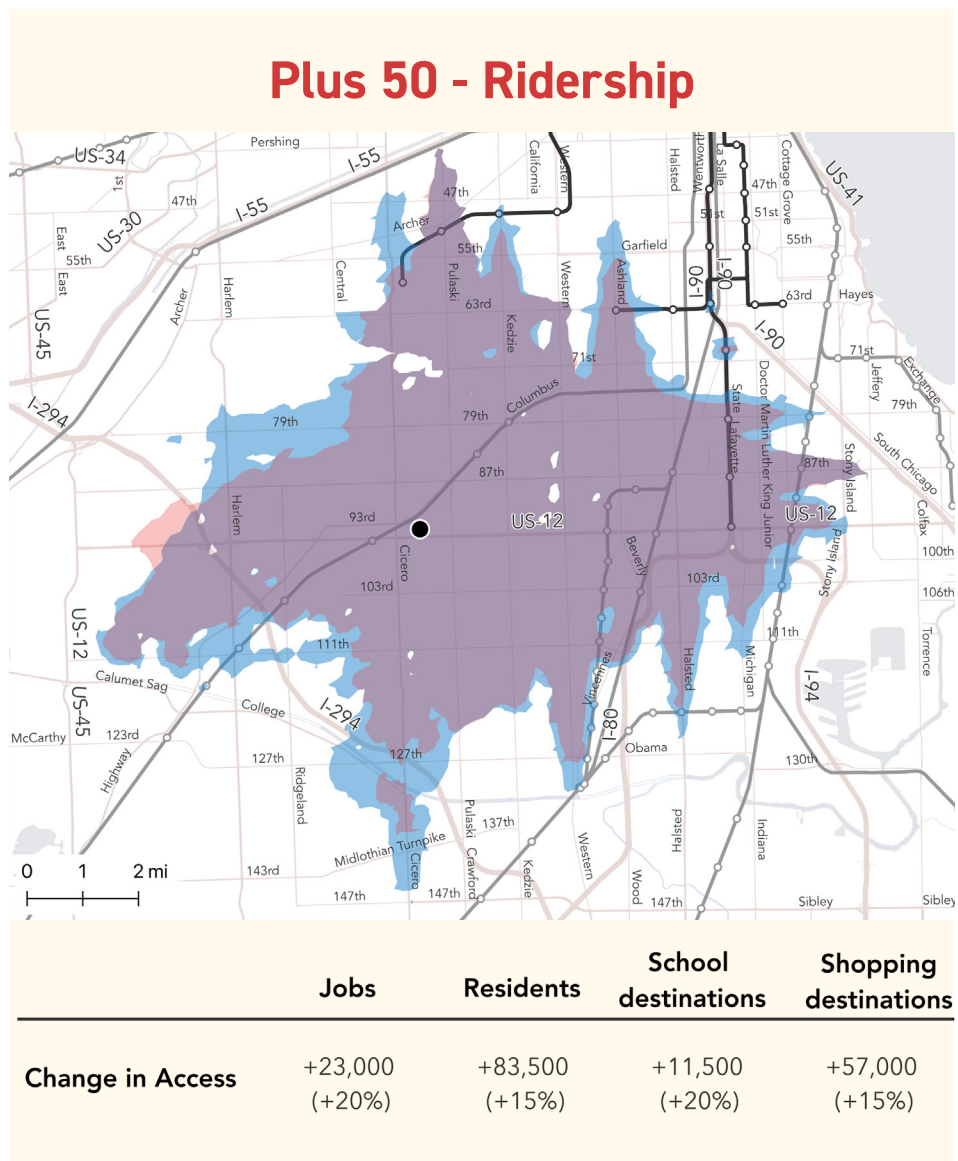 Plus 50 - Ridership
Pershing
US-34
I-55
California
Western
Halsted
Wentworth
La Salle
Cottage Grove
US-41
1st
47th
47th
47th
I-55
US-30
Archer
51st
51st
East
55th
East
55th
Garfield
55th
Central
Pulaski
Western
Ashland
I-90
I-90
63rd
Hayes
Archer
Harlem
63rd
Kedzie
US-45
I-90
71st
71st
Jeffery
Exchange
79th
I-294
79th
79th
Columbus
State
Lafayette
Doctor Martin Luther King Junior
South Chicago
87th
87th
Stony Island
Harlem
93rd
US-12
US-12
Colfax
Cicero
Beverly
Stony Island
100th
103rd
103rd
106th
US-12
111th
111th
Torrence
Calumet Sag
Halsted
Michigan
Vincennes
I-94
US-45
College
I-294
I-80
McCarthy
123rd
127th
127th
Obama
130th
Highway
Ridgeland
Pulaski
137th
Halsted
Indiana
Midlothian Turnpike
Crawford
Cicero
Kedzie
Western
Wood
143rd
147th
147th
147th
Sibley
Sibley
0 1 2 mi
Jobs
Residents
School
destinations
Shopping
destinations
Change in Access
+23,000
(+20%)
+83,500
(+15%)
+11,500
(+20%)
+57,000
(+15%)